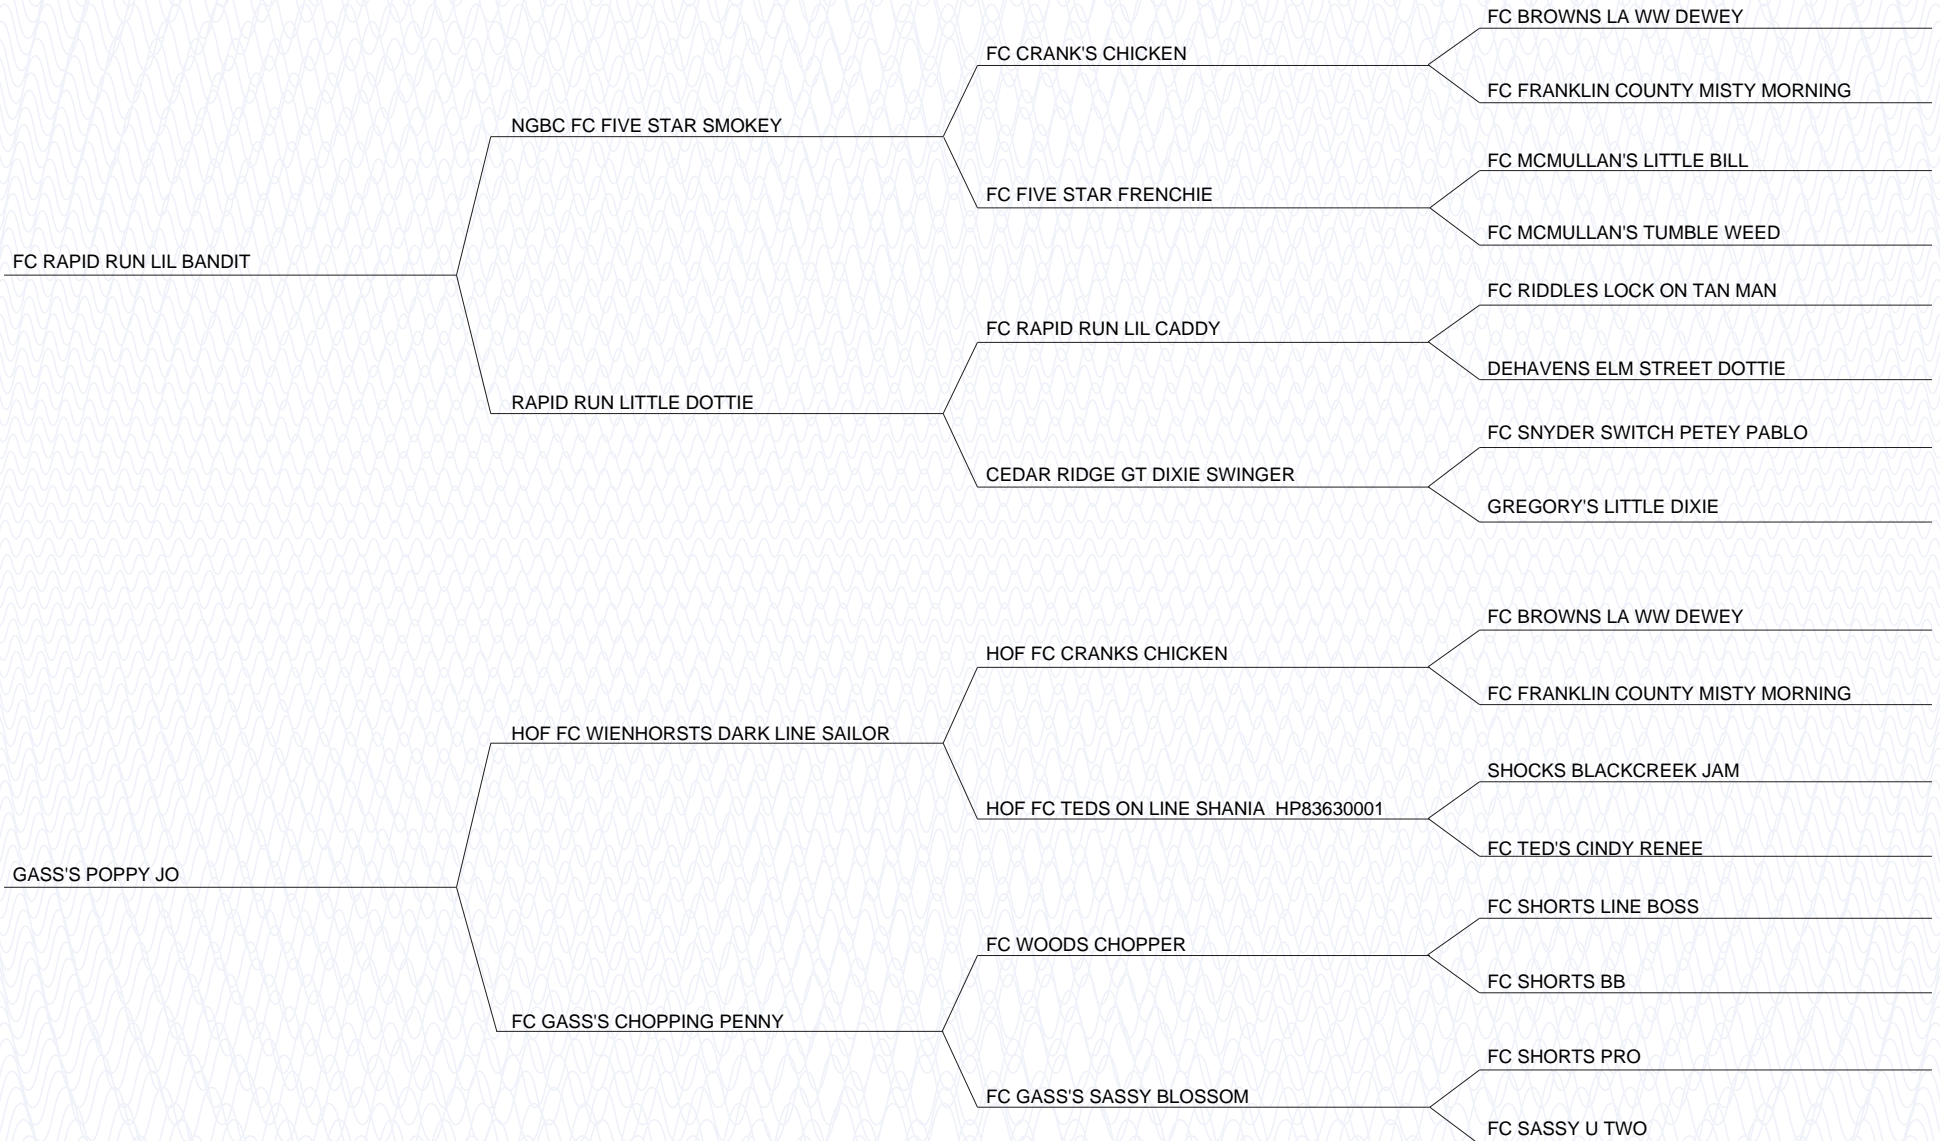 FC BROWNS LA WW DEWEY
FC CRANK'S CHICKEN
FC FRANKLIN COUNTY MISTY MORNING
NGBC FC FIVE STAR SMOKEY
FC MCMULLAN'S LITTLE BILL
FC FIVE STAR FRENCHIE
FC MCMULLAN'S TUMBLE WEED
FC RAPID RUN LIL BANDIT
FC RIDDLES LOCK ON TAN MAN
FC RAPID RUN LIL CADDY
DEHAVENS ELM STREET DOTTIE
RAPID RUN LITTLE DOTTIE
FC SNYDER SWITCH PETEY PABLO
CEDAR RIDGE GT DIXIE SWINGER
GREGORY'S LITTLE DIXIE
FC BROWNS LA WW DEWEY
HOF FC CRANKS CHICKEN
FC FRANKLIN COUNTY MISTY MORNING
HOF FC WIENHORSTS DARK LINE SAILOR
SHOCKS BLACKCREEK JAM
HOF FC TEDS ON LINE SHANIA  HP83630001
FC TED'S CINDY RENEE
GASS'S POPPY JO
FC SHORTS LINE BOSS
FC WOODS CHOPPER
FC SHORTS BB
FC GASS'S CHOPPING PENNY
FC SHORTS PRO
FC GASS'S SASSY BLOSSOM
FC SASSY U TWO